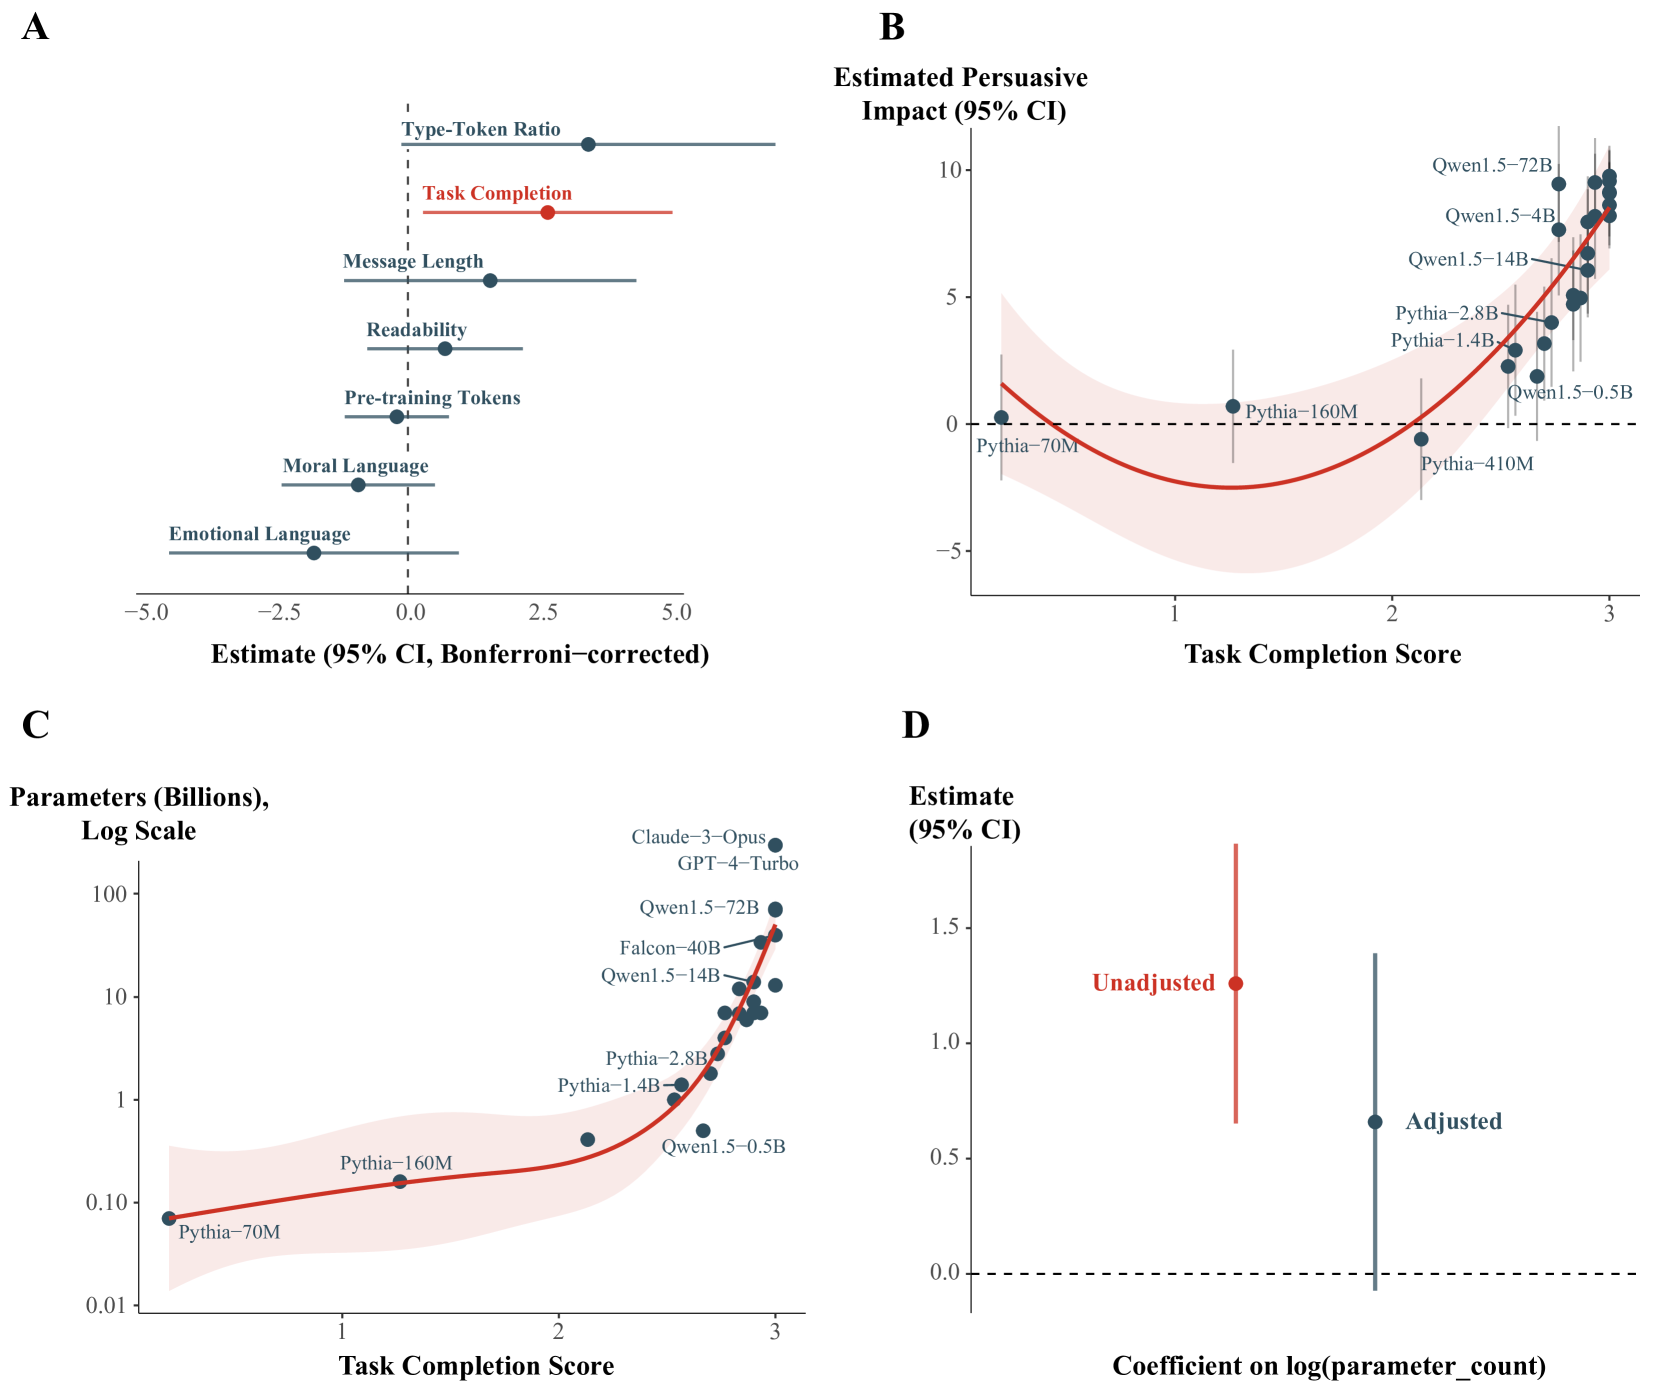 A
Type−Token Ratio
Task Completion
Message Length
Readability
Pre−training Tokens
Moral Language
Emotional Language
−5.0
−2.5
0.0
2.5
5.0
Estimate (95% CI, Bonferroni−corrected)
B
Estimated Persuasive
Impact (95% CI)
10
5
0
−5
Qwen1.5−72B
Qwen1.5−4B
Qwen1.5−14B
Pythia−2.8B
Pythia−1.4B
Qwen1.5−0.5B
Pythia−160M
Pythia−70M
Pythia−410M
1
2
3
Task Completion Score
C
Parameters (Billions),
Log Scale
100
10
1
0.10
0.01
Claude−3−Opus
GPT−4−Turbo
Qwen1.5−72B
Falcon−40B
Qwen1.5−14B
Pythia−2.8B
Pythia−1.4B
Qwen1.5−0.5B
Pythia−160M
Pythia−70M
1
2
3
Task Completion Score
D
Estimate
(95% CI)
1.5
1.0
0.5
0.0
Unadjusted
Adjusted
Coefficient on log(parameter_count)